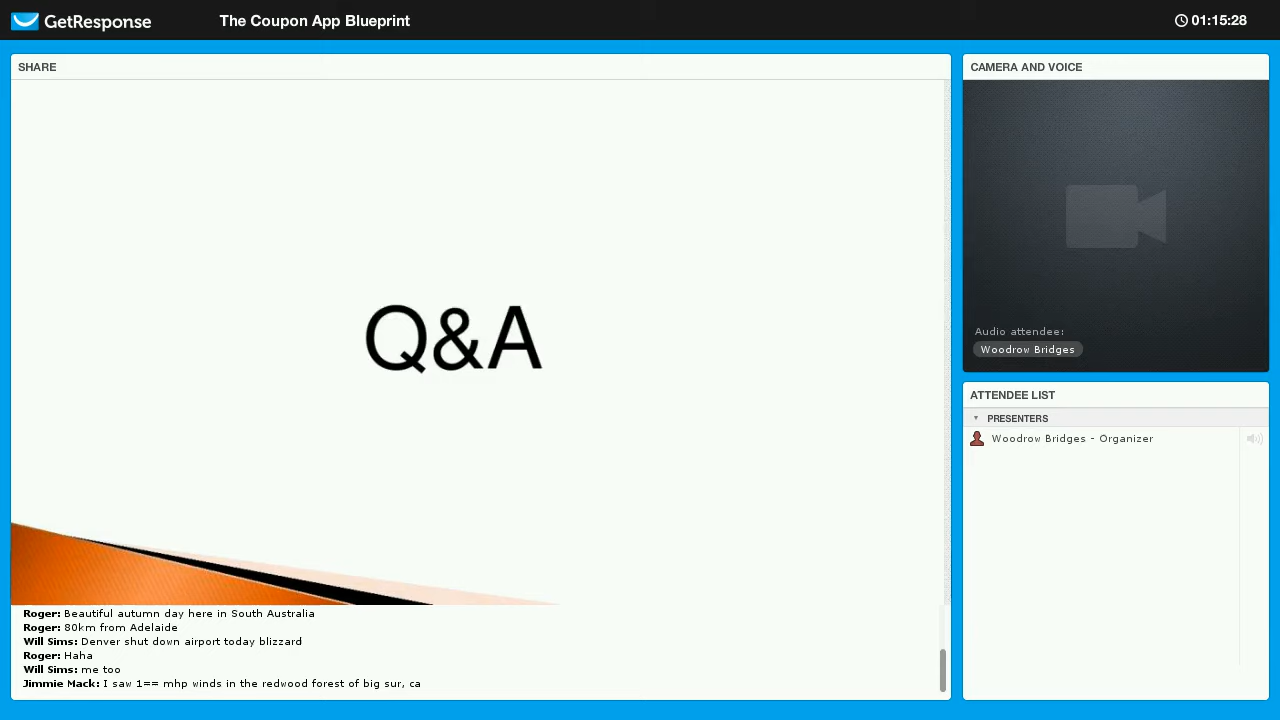 GetResponse
The Coupon App Blueprint
01:15:28
SHARE
Q&A
Roger: Beautiful autumn day here in South Australia
Roger: 80km from Adelaide
Will Sims: Denver shut down airport today blizzard
Roger: Haha
Will Sims: me too
Jimmie Mack: I saw 1== mhp winds in the redwood forest of big sur, ca
CAMERA AND VOICE
Audio attendee:
Woodrow Bridges
ATTENDEE LIST
PRESENTERS
Woodrow Bridges - Organizer